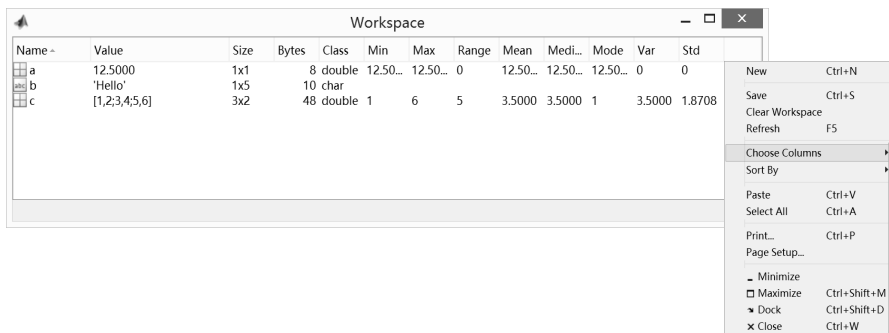 Workspace
Name Value Size Bytes Class Min Max Range Mean Medi... Mode Var Std
a 12.5000 1x1 8 double 12.50... 12.50... 0 12.50... 12.50... 12.50... 0 0
abc b 'Hello' 1x5 10 char
c [1,2;3,4;5,6] 3x2 48 double 1 6 5 3.5000 3.5000 1 3.5000 1.8708
New Ctrl+N
Save Ctrl+S
Clear Workspace
Refresh F5
Choose Columns
Sort By
Paste Ctrl+V
Select All Ctrl+A
Print... Ctrl+P
Page Setup...
Minimize
Maximize Ctrl+Shift+M
Dock Ctrl+Shift+D
Close Ctrl+W